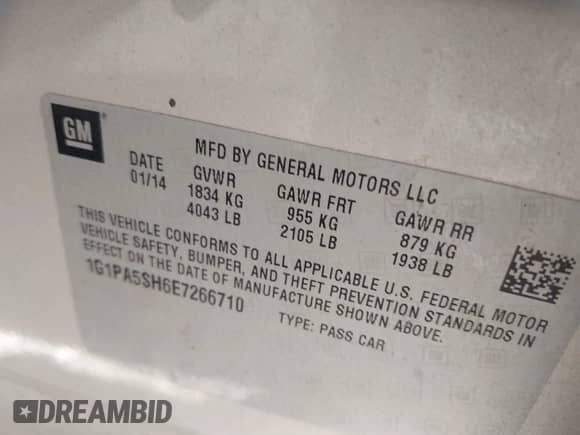 GM
MFD BY GENERAL MOTORS LLC
DATE GVWR GAWR FRT GAWR RR
01/14 1834 KG 955 KG 879 KG
4043 LB 2105 LB 1938 LB
THIS VEHICLE CONFORMS TO ALL APPLICABLE U.S. FEDERAL MOTOR
VEHICLE SAFETY, BUMPER, AND THEFT PREVENTION STANDARDS IN
EFFECT ON THE DATE OF MANUFACTURE SHOWN ABOVE.
1G1PA5SH6E7266710
TYPE: PASS CAR
DREAMBID